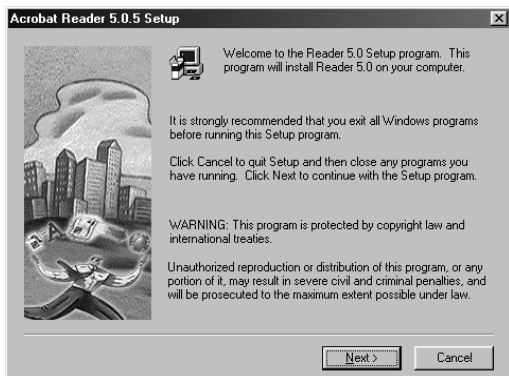 Acrobat Reader 5.0.5 Setup
Welcome to the Reader 5.0 Setup program. This
program will install Reader 5.0 on your computer.
It is strongly recommended that you exit all Windows programs
before running this Setup program.
Click Cancel to quit Setup and then close any programs you
have running. Click Next to continue with the Setup program.
WARNING: This program is protected by copyright law and
international treaties.
Unauthorized reproduction or distribution of this program, or any
portion of it, may result in severe civil and criminal penalties, and
will be prosecuted to the maximum extent possible under law.
Next >
Cancel